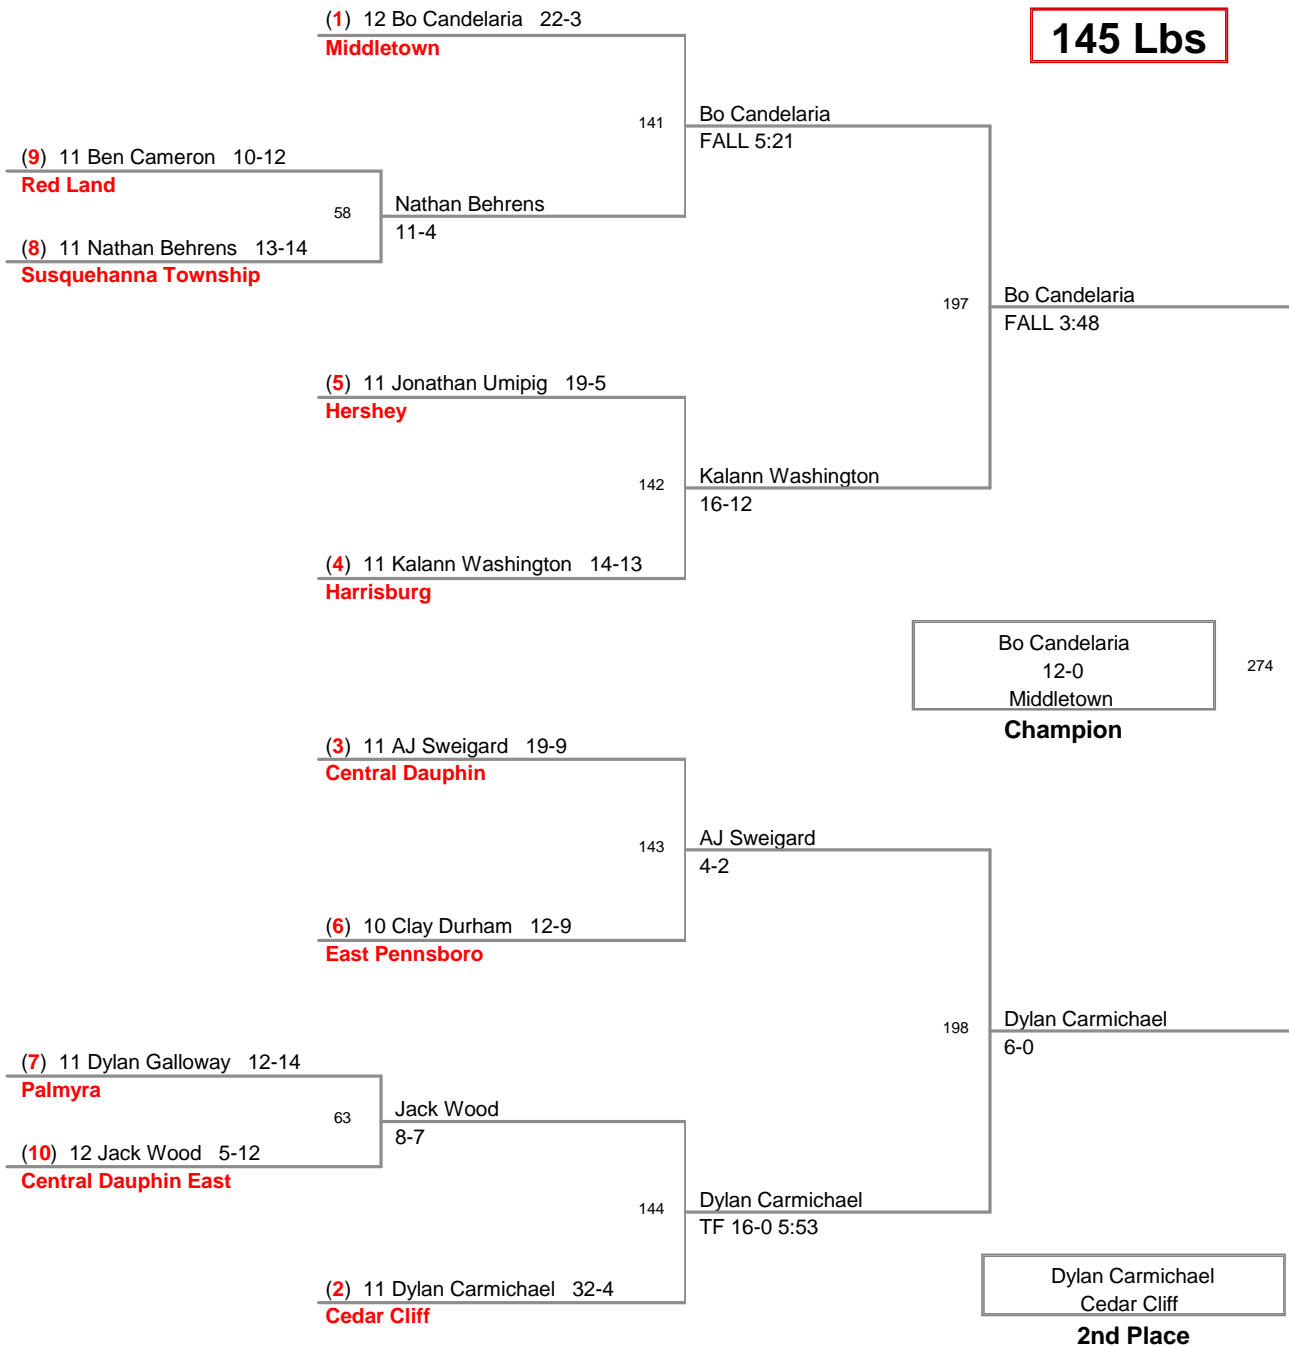 (1) 12 Bo Candelaria 22-3
Middletown
145 Lbs
141
Bo Candelaria
FALL 5:21
(9) 11 Ben Cameron 10-12
Red Land
58
Nathan Behrens
11-4
(8) 11 Nathan Behrens 13-14
Susquehanna Township
197
Bo Candelaria
FALL 3:48
(5) 11 Jonathan Umipig 19-5
Hershey
142
Kalann Washington
16-12
(4) 11 Kalann Washington 14-13
Harrisburg
Bo Candelaria
12-0
Middletown
274
Champion
(3) 11 AJ Sweigard 19-9
Central Dauphin
143
AJ Sweigard
4-2
(6) 10 Clay Durham 12-9
East Pennsboro
198
Dylan Carmichael
6-0
(7) 11 Dylan Galloway 12-14
Palmyra
63
Jack Wood
8-7
(10) 12 Jack Wood 5-12
Central Dauphin East
144
Dylan Carmichael
TF 16-0 5:53
(2) 11 Dylan Carmichael 32-4
Cedar Cliff
Dylan Carmichael
Cedar Cliff
2nd Place